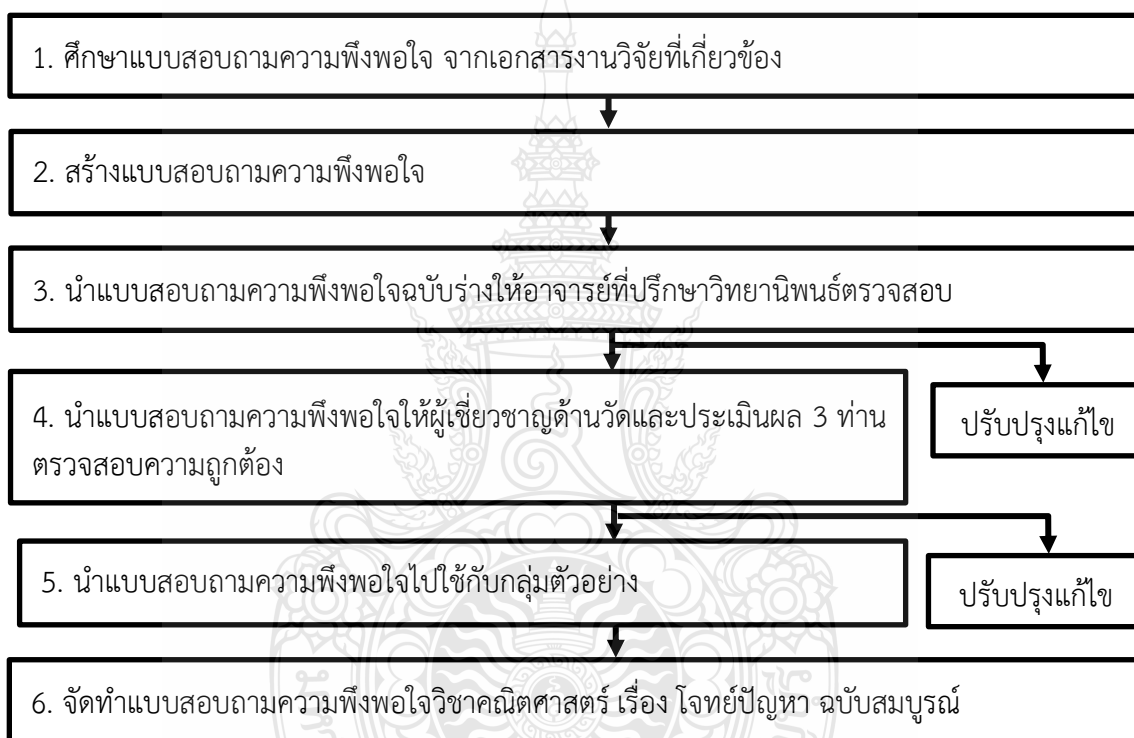 1. ศึกษาแบบสอบถามความพึงพอใจ จากเอกสารงานวิจัยที่เกี่ยวข้อง
2. สร้างแบบสอบถามความพึงพอใจ
3. นำแบบสอบถามความพึงพอใจฉบับร่างให้อาจารย์ที่ปรึกษาวิทยานิพนธ์ตรวจสอบ
4. นำแบบสอบถามความพึงพอใจให้ผู้เชี่ยวชาญด้านวัดและประเมินผล 3 ท่าน
ตรวจสอบความถูกต้อง
ปรับปรุงแก้ไข
5. นำแบบสอบถามความพึงพอใจไปใช้กับกลุ่มตัวอย่าง
ปรับปรุงแก้ไข
6. จัดทำแบบสอบถามความพึงพอใจวิชาคณิตศาสตร์ เรื่อง โจทย์ปัญหา ฉบับสมบูรณ์